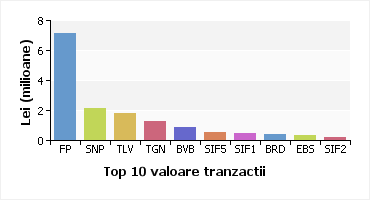 Lei (milioane)
8
6
4
2
0
FP SNP TLV TGN BVB SIF5 SIF1 BRD EBS SIF2
Top 10 valoare tranzactii